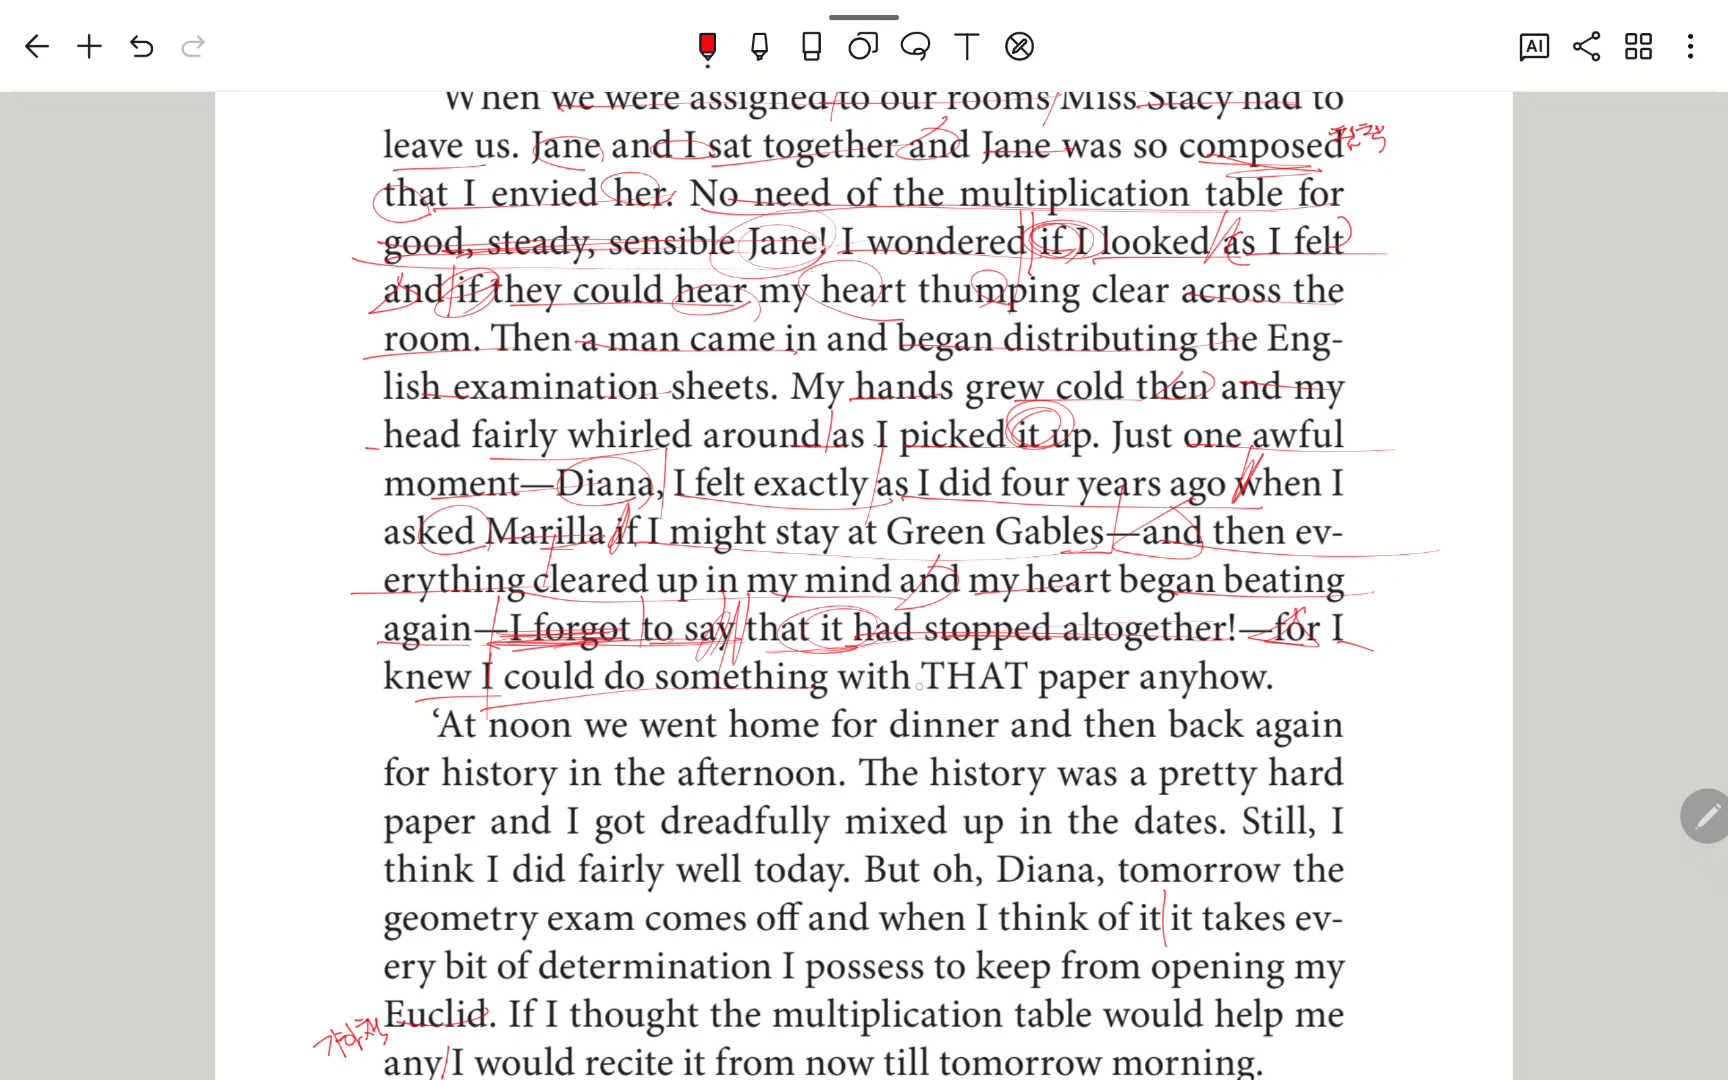 AI
When we were assigned to our rooms Miss Stacy had to
leave us. Jane and I sat together and Jane was so composed
that I envied her. No need of the multiplication table for
good, steady, sensible Jane! I wondered if I looked as I felt
and if they could hear my heart thumping clear across the
room. Then a man came in and began distributing the Eng-
lish examination sheets. My hands grew cold then and my
head fairly whirled around as I picked it up. Just one awful
moment—Diana, I felt exactly as I did four years ago when I
asked Marilla if I might stay at Green Gables—and then ev-
erything cleared up in my mind and my heart began beating
again—I forgot to say that it had stopped altogether!—for I
knew I could do something with THAT paper anyhow.
‘At noon we went home for dinner and then back again
for history in the afternoon. The history was a pretty hard
paper and I got dreadfully mixed up in the dates. Still, I
think I did fairly well today. But oh, Diana, tomorrow the
geometry exam comes off and when I think of it it takes ev-
ery bit of determination I possess to keep from opening my
Euclid. If I thought the multiplication table would help me
any I would recite it from now till tomorrow morning.